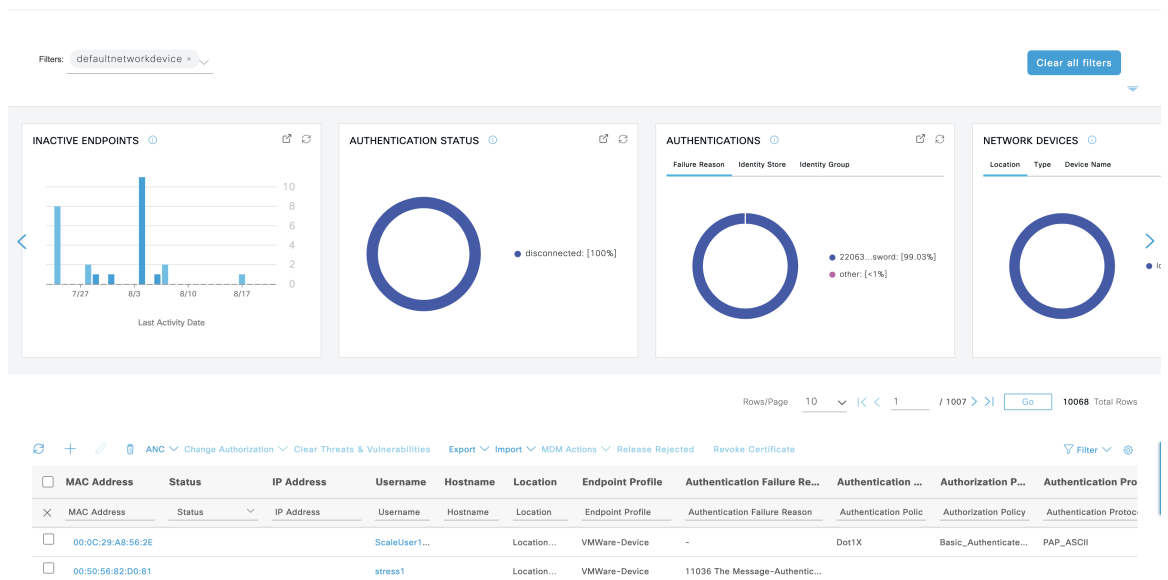 Filters: defaultnetworkdevice ×
Clear all filters
INACTIVE ENDPOINTS
10
8
6
4
2
0
7/27 8/3 8/10 8/17
Last Activity Date
AUTHENTICATION STATUS
disconnected: [100%]
AUTHENTICATIONS
Failure Reason Identity Store Identity Group
22063...sword: [99.03%]
other: [<1%]
NETWORK DEVICES
Location Type Device Name
Rows/Page 10 1 / 1007 Go 10068 Total Rows
ANC Change Authorization Clear Threats & Vulnerabilities Export Import MDM Actions Release Rejected Revoke Certificate Filter
MAC Address Status IP Address Username Hostname Location Endpoint Profile Authentication Failure Re... Authentication ... Authorization P... Authentication Pro
MAC Address Status IP Address Username Hostname Location Endpoint Profile Authentication Failure Reason Authentication Polic Authorization Policy Authentication Protoc
00:0C:29:A8:56:2E ScaleUser1... Location... VMWare-Device - Dot1X Basic_Authenticate... PAP_ASCII
00:50:56:82:D0:81 stress1 Location... VMWare-Device 11036 The Message-Authentic...